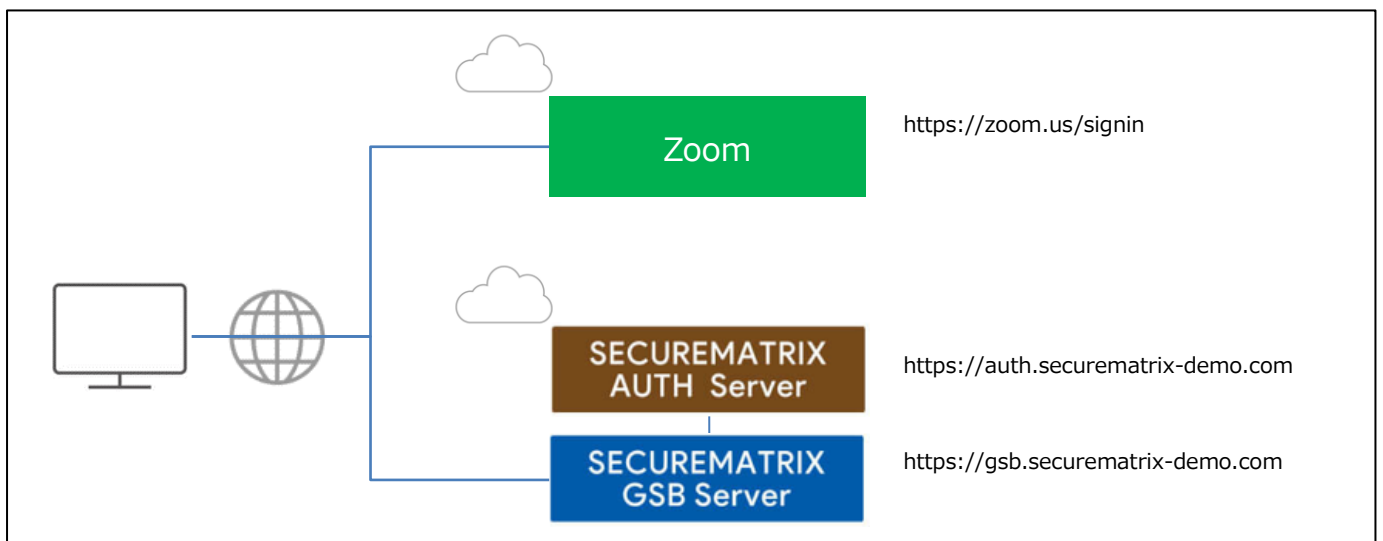 Zoom
https://zoom.us/signin
SECUREMATRIX
AUTH Server
https://auth.securematrix-demo.com
SECUREMATRIX
GSB Server
https://gsb.securematrix-demo.com